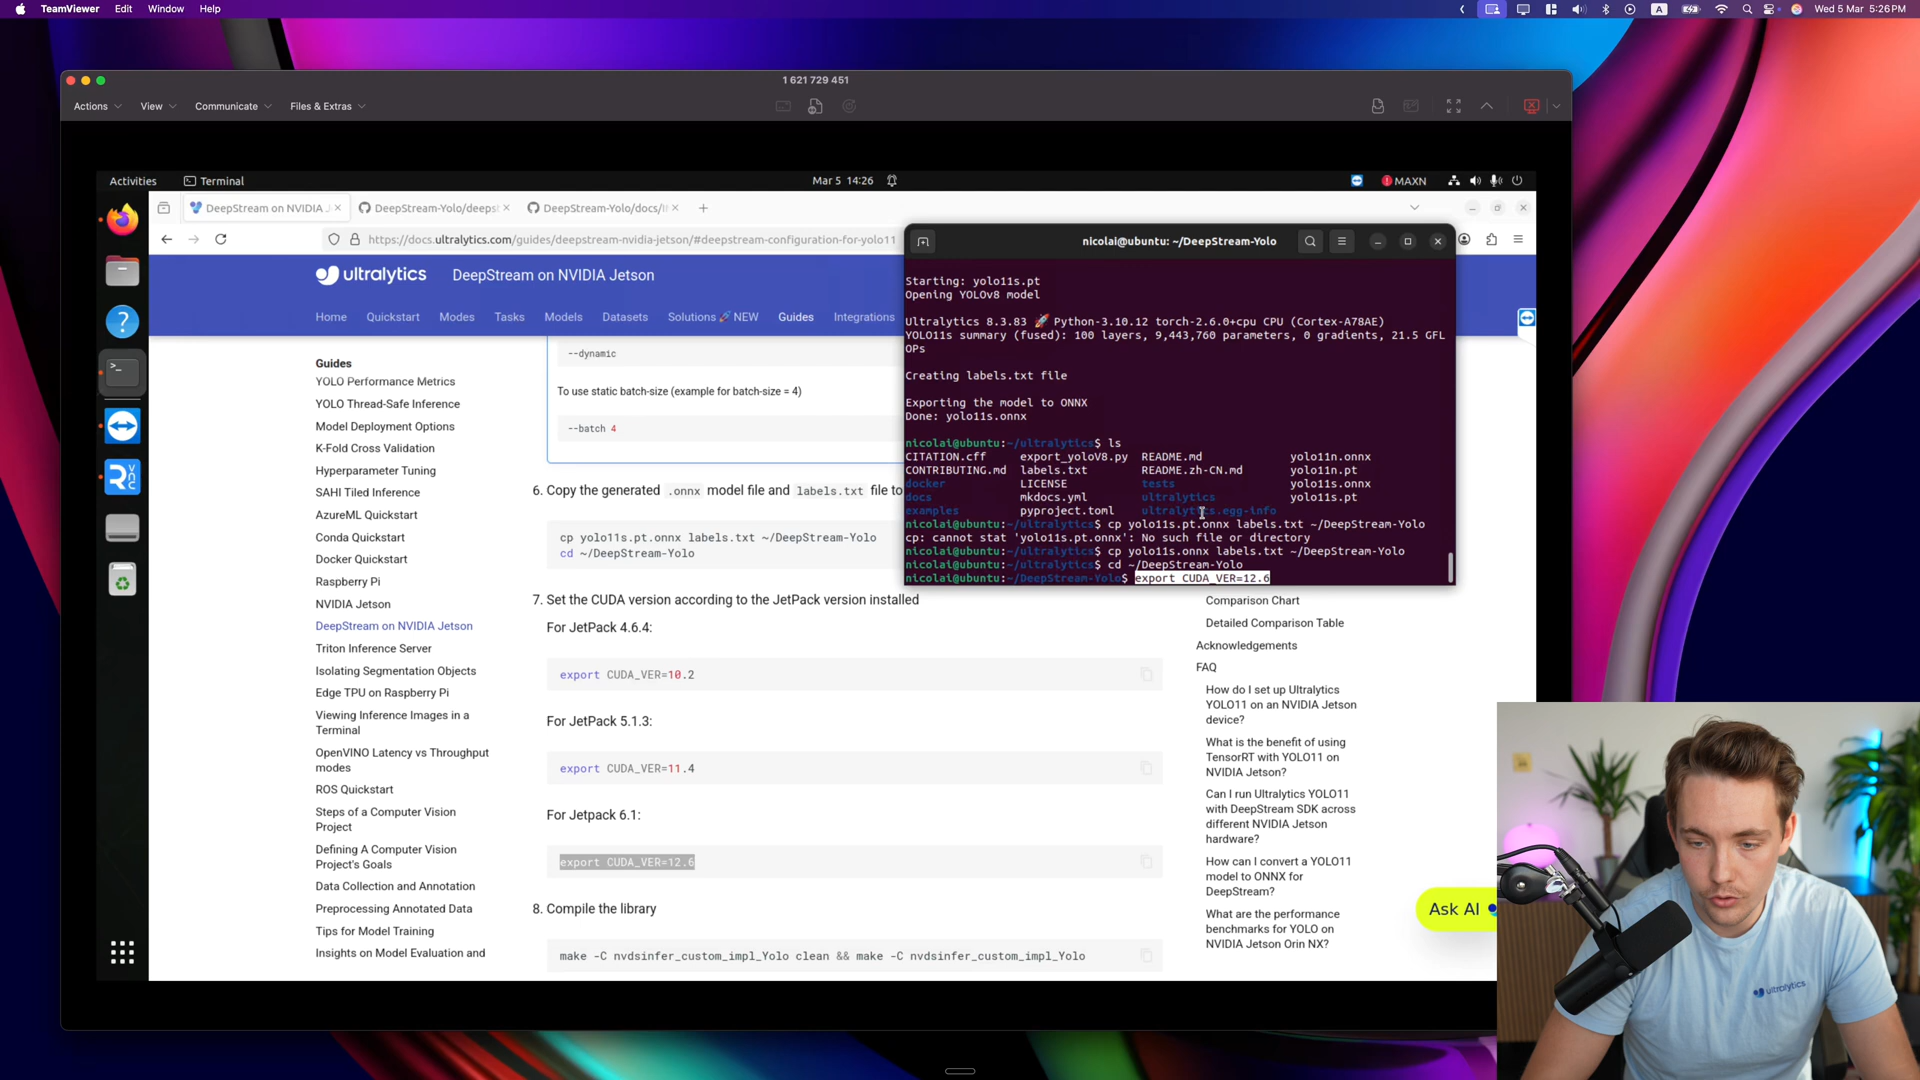 TeamViewer Edit Window Help
A
Wed 5 Mar 5:26 PM
1 621 729 451
Actions View Communicate Files & Extras
Activities Terminal Mar 5 14:26 MAXN
DeepStream on NVIDIA J DeepStream-Yolo/deepst DeepStream-Yolo/docs/I
https://docs.ultralytics.com/guides/deepstream-nvidia-jetson/#deepstream-configuration-for-yolo11
ultralytics DeepStream on NVIDIA Jetson
Home Quickstart Modes Tasks Models Datasets Solutions 🚀 NEW Guides Integrations
Guides
YOLO Performance Metrics
YOLO Thread-Safe Inference
Model Deployment Options
K-Fold Cross Validation
Hyperparameter Tuning
SAHI Tiled Inference
AzureML Quickstart
Conda Quickstart
Docker Quickstart
Raspberry Pi
NVIDIA Jetson
DeepStream on NVIDIA Jetson
Triton Inference Server
Isolating Segmentation Objects
Edge TPU on Raspberry Pi
Viewing Inference Images in a
Terminal
OpenVINO Latency vs Throughput
modes
ROS Quickstart
Steps of a Computer Vision
Project
Defining A Computer Vision
Project's Goals
Data Collection and Annotation
Preprocessing Annotated Data
Tips for Model Training
Insights on Model Evaluation and
--dynamic
To use static batch-size (example for batch-size = 4)
--batch 4
6. Copy the generated .onnx model file and labels.txt file to
cp yolo11s.pt.onnx labels.txt ~/DeepStream-Yolo
cd ~/DeepStream-Yolo
7. Set the CUDA version according to the JetPack version installed
For JetPack 4.6.4:
export CUDA_VER=10.2
For JetPack 5.1.3:
export CUDA_VER=11.4
For Jetpack 6.1:
export CUDA_VER=12.6
8. Compile the library
make -C nvdsinfer_custom_impl_Yolo clean && make -C nvdsinfer_custom_impl_Yolo
nicolai@ubuntu: ~/DeepStream-Yolo
Starting: yolo11s.pt
Opening YOLOv8 model
Ultralytics 8.3.83 🚀 Python-3.10.12 torch-2.6.0+cpu CPU (Cortex-A78AE)
YOLO11s summary (fused): 100 layers, 9,443,760 parameters, 0 gradients, 21.5 GFL
OPs
Creating labels.txt file
Exporting the model to ONNX
Done: yolo11s.onnx
nicolai@ubuntu:~/ultralytics$ ls
CITATION.cff export_yoloV8.py README.md yolo11n.onnx
CONTRIBUTING.md labels.txt README.zh-CN.md yolo11n.pt
docker LICENSE tests yolo11s.onnx
docs mkdocs.yml ultralytics yolo11s.pt
examples pyproject.toml ultralytics.egg-info
nicolai@ubuntu:~/ultralytics$ cp yolo11s.pt.onnx labels.txt ~/DeepStream-Yolo
cp: cannot stat 'yolo11s.pt.onnx': No such file or directory
nicolai@ubuntu:~/ultralytics$ cp yolo11s.onnx labels.txt ~/DeepStream-Yolo
nicolai@ubuntu:~/ultralytics$ cd ~/DeepStream-Yolo
nicolai@ubuntu:~/DeepStream-Yolo$ export CUDA_VER=12.6
Comparison Chart
Detailed Comparison Table
Acknowledgements
FAQ
How do I set up Ultralytics
YOLO11 on an NVIDIA Jetson
device?
What is the benefit of using
TensorRT with YOLO11 on
NVIDIA Jetson?
Can I run Ultralytics YOLO11
with DeepStream SDK across
different NVIDIA Jetson
hardware?
How can I convert a YOLO11
model to ONNX for
DeepStream?
What are the performance
benchmarks for YOLO on
NVIDIA Jetson Orin NX?
Ask AI
ultralytics